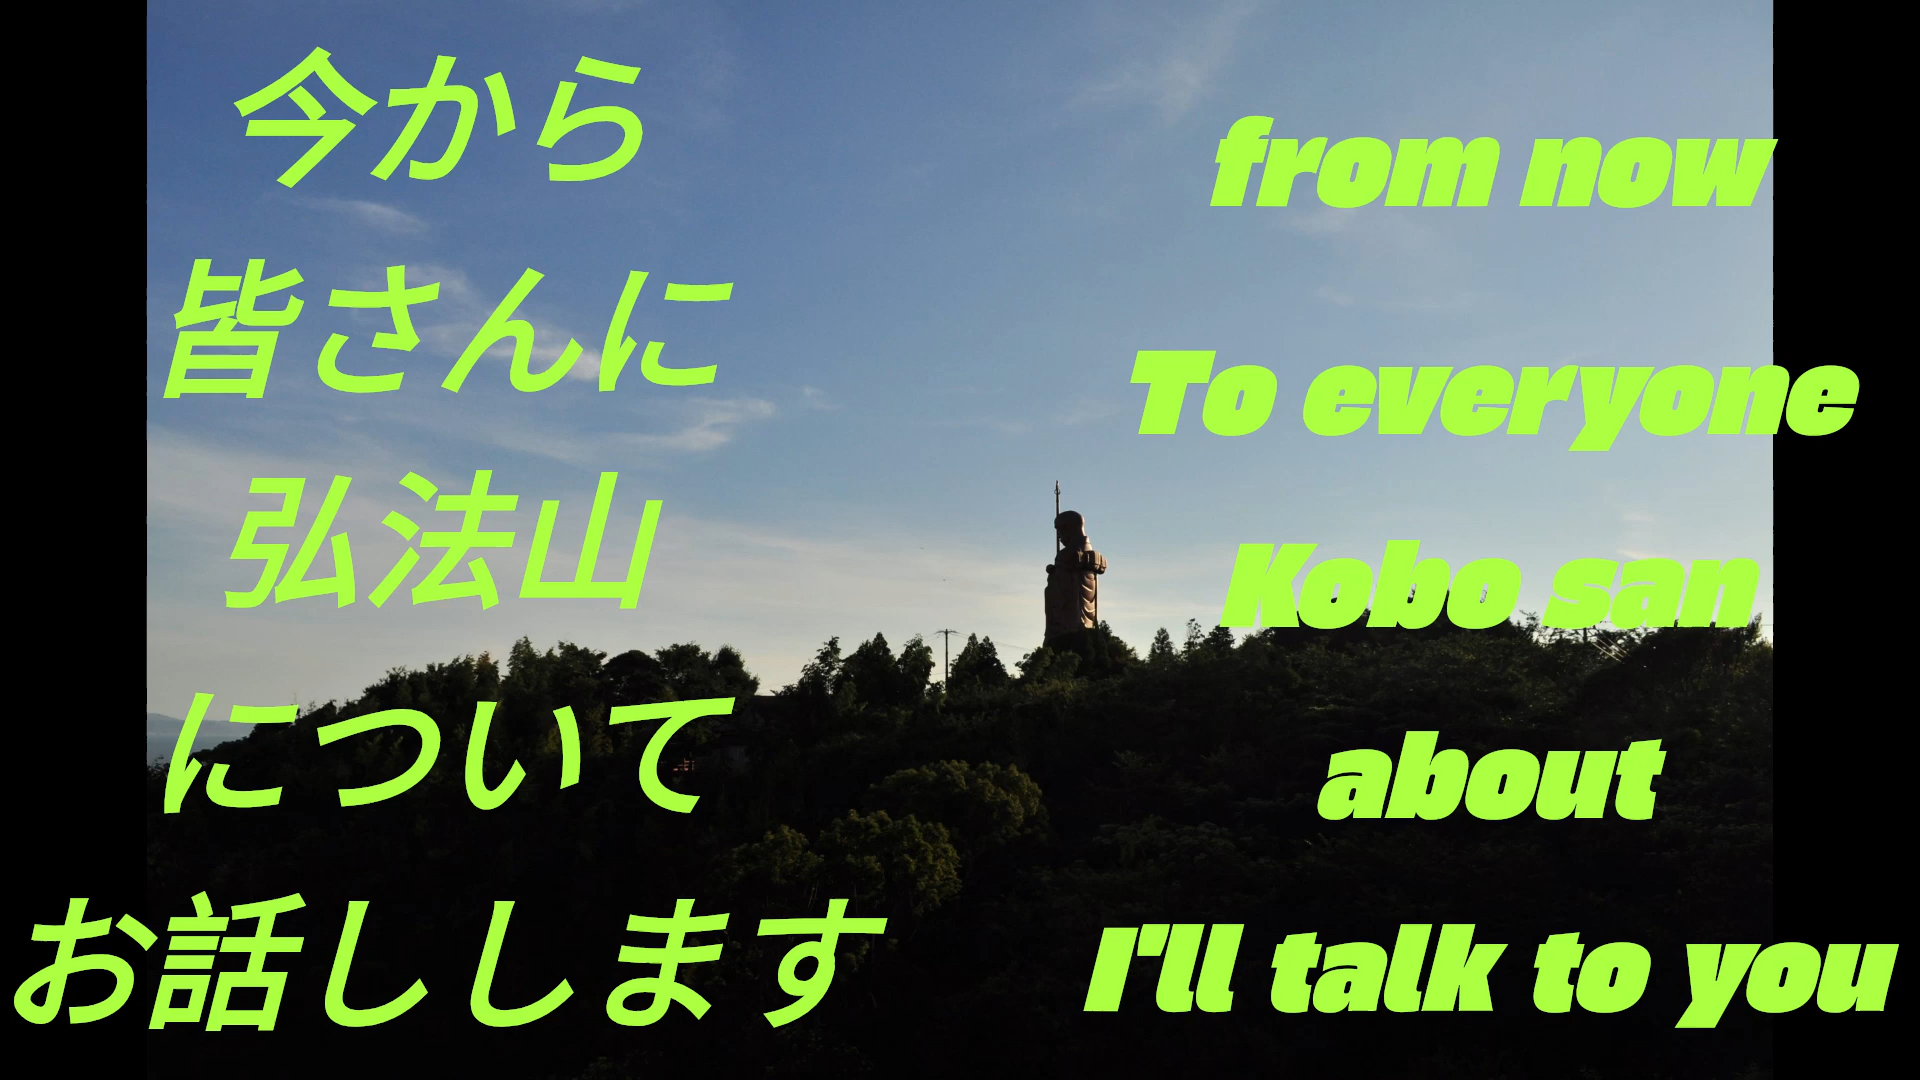 今から
皆さんに
弘法山
について
お話しします
from now
To everyone
Kobo san
about
I'll talk to you